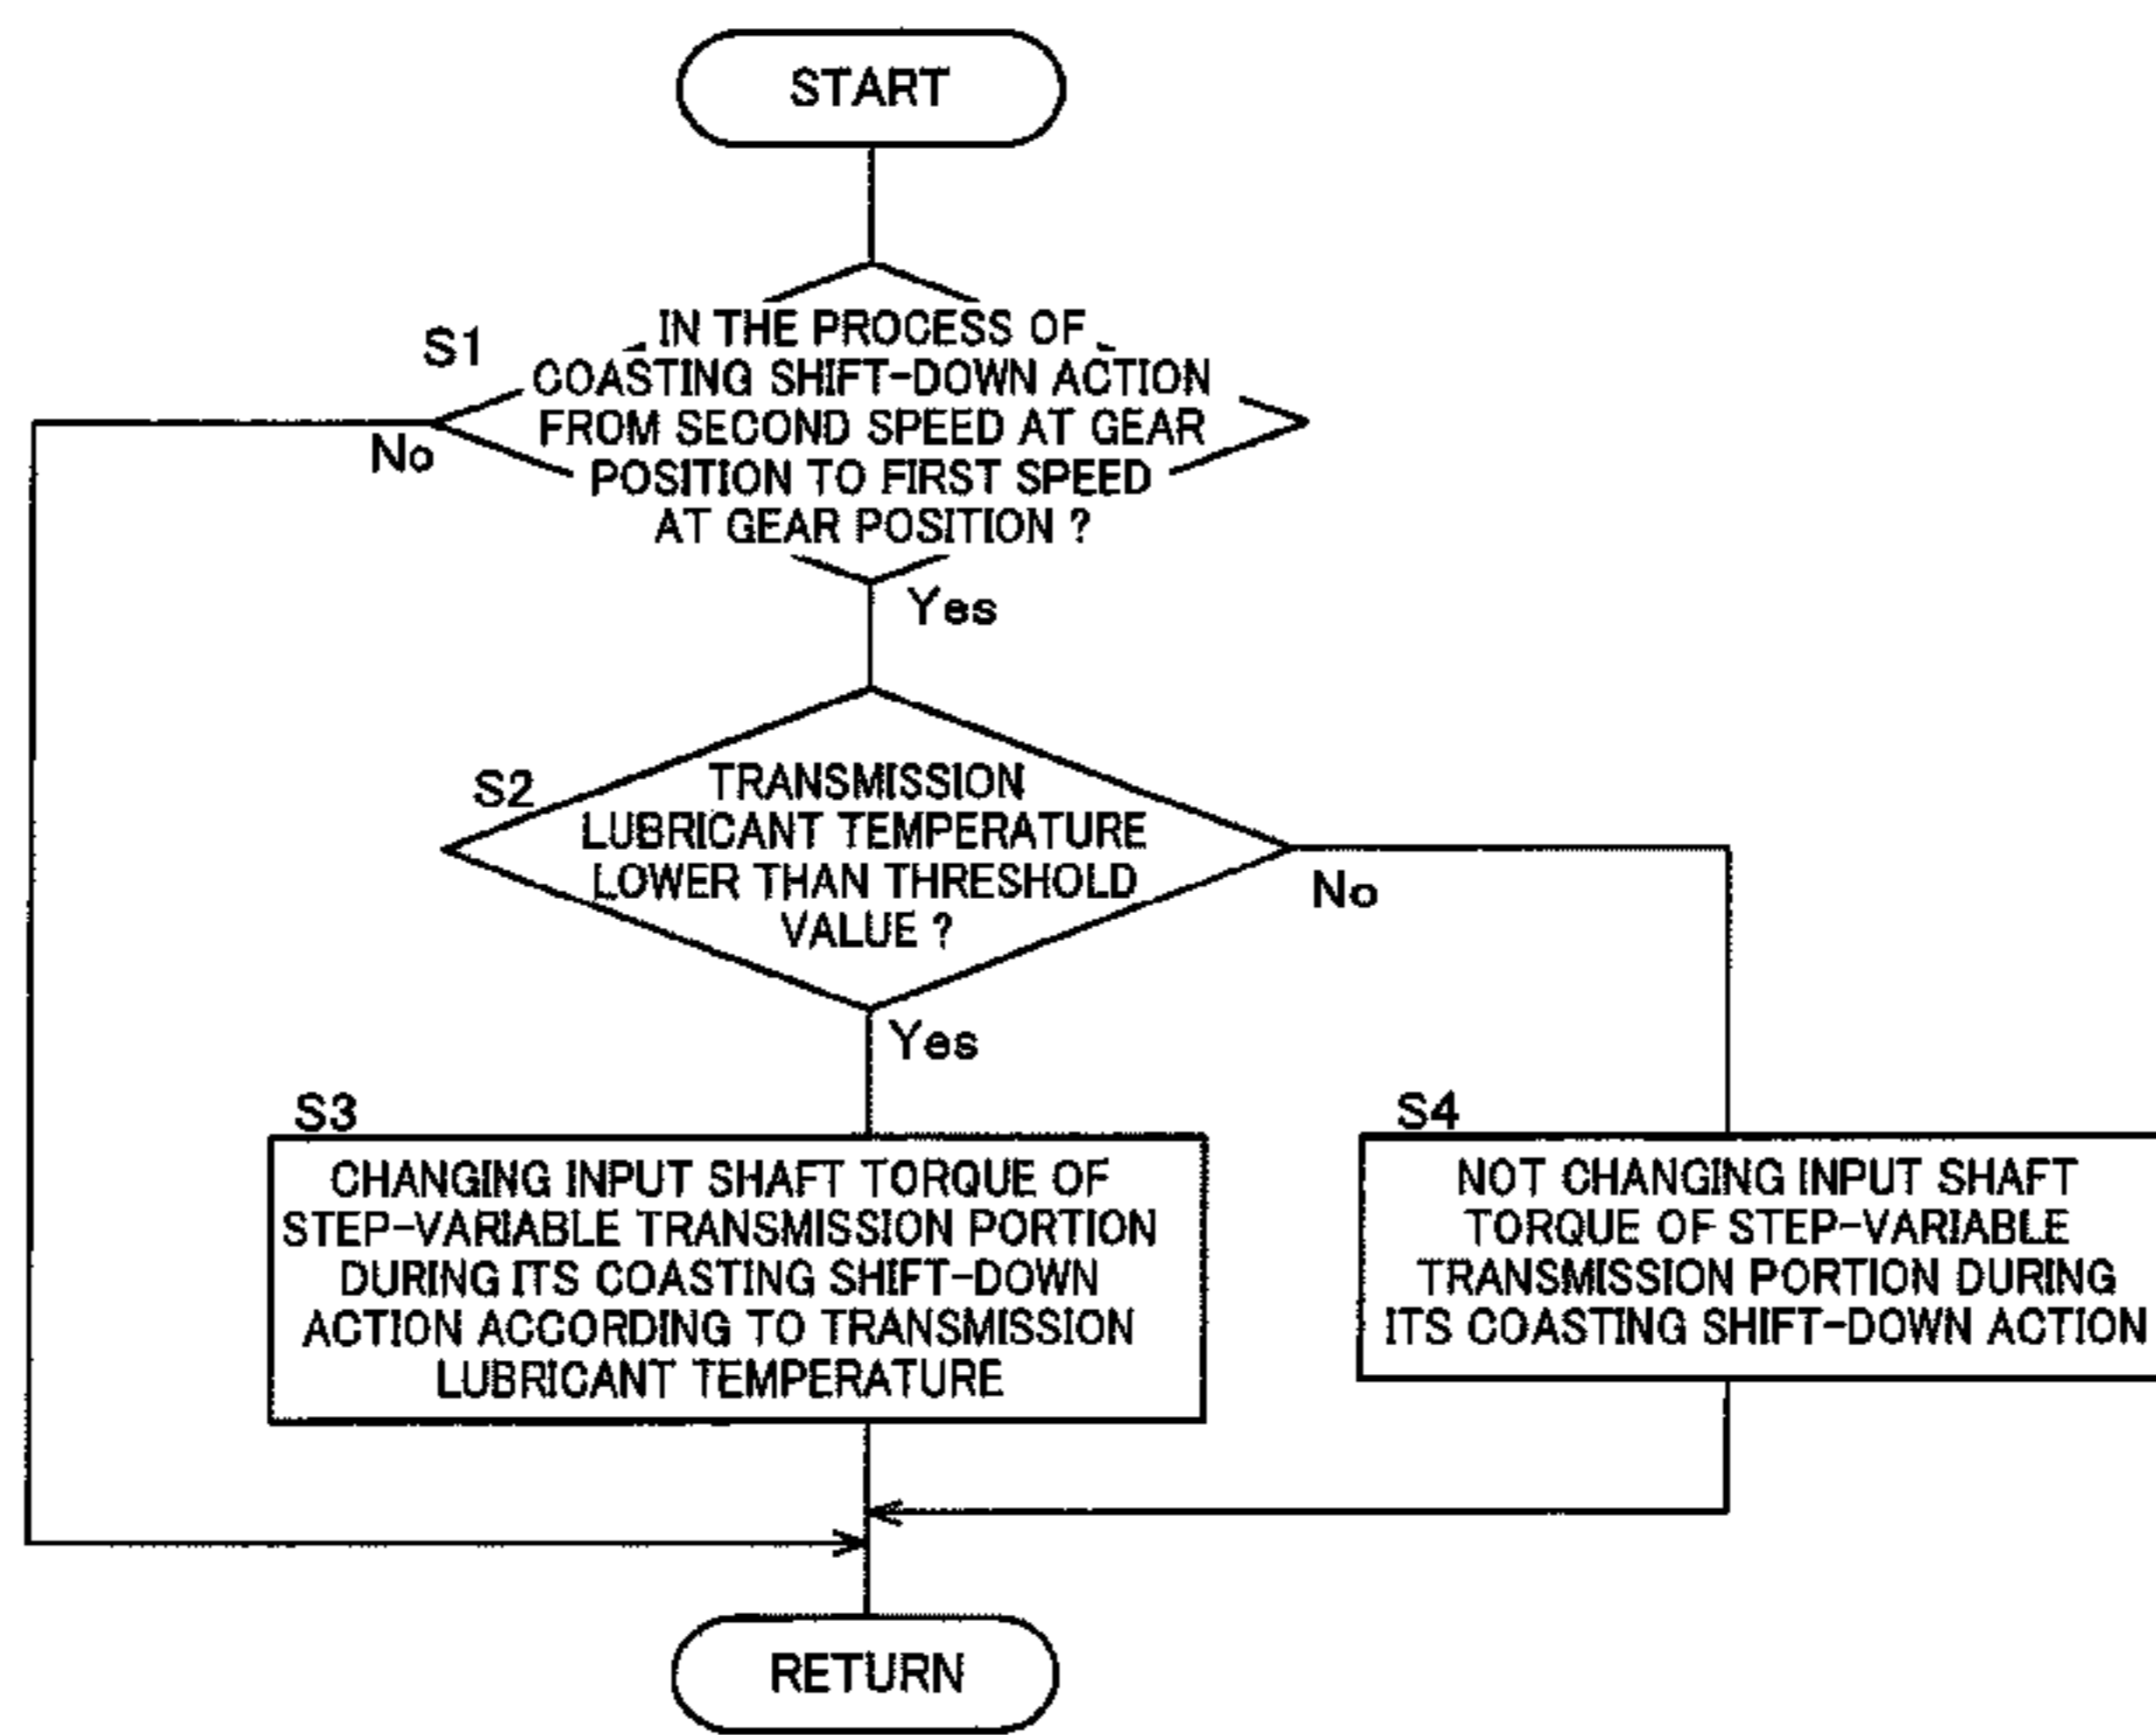 START
S1
IN THE PROCESS OF
COASTING SHIFT-DOWN ACTION
FROM SECOND SPEED AT GEAR
POSITION TO FIRST SPEED
AT GEAR POSITION ?
No
Yes
S2
TRANSMISSION
LUBRICANT TEMPERATURE
LOWER THAN THRESHOLD
VALUE ?
No
Yes
S3
CHANGING INPUT SHAFT TORQUE OF
STEP-VARIABLE TRANSMISSION PORTION
DURING ITS COASTING SHIFT-DOWN
ACTION ACCORDING TO TRANSMISSION
LUBRICANT TEMPERATURE
S4
NOT CHANGING INPUT SHAFT
TORQUE OF STEP-VARIABLE
TRANSMISSION PORTION DURING
ITS COASTING SHIFT-DOWN ACTION
RETURN